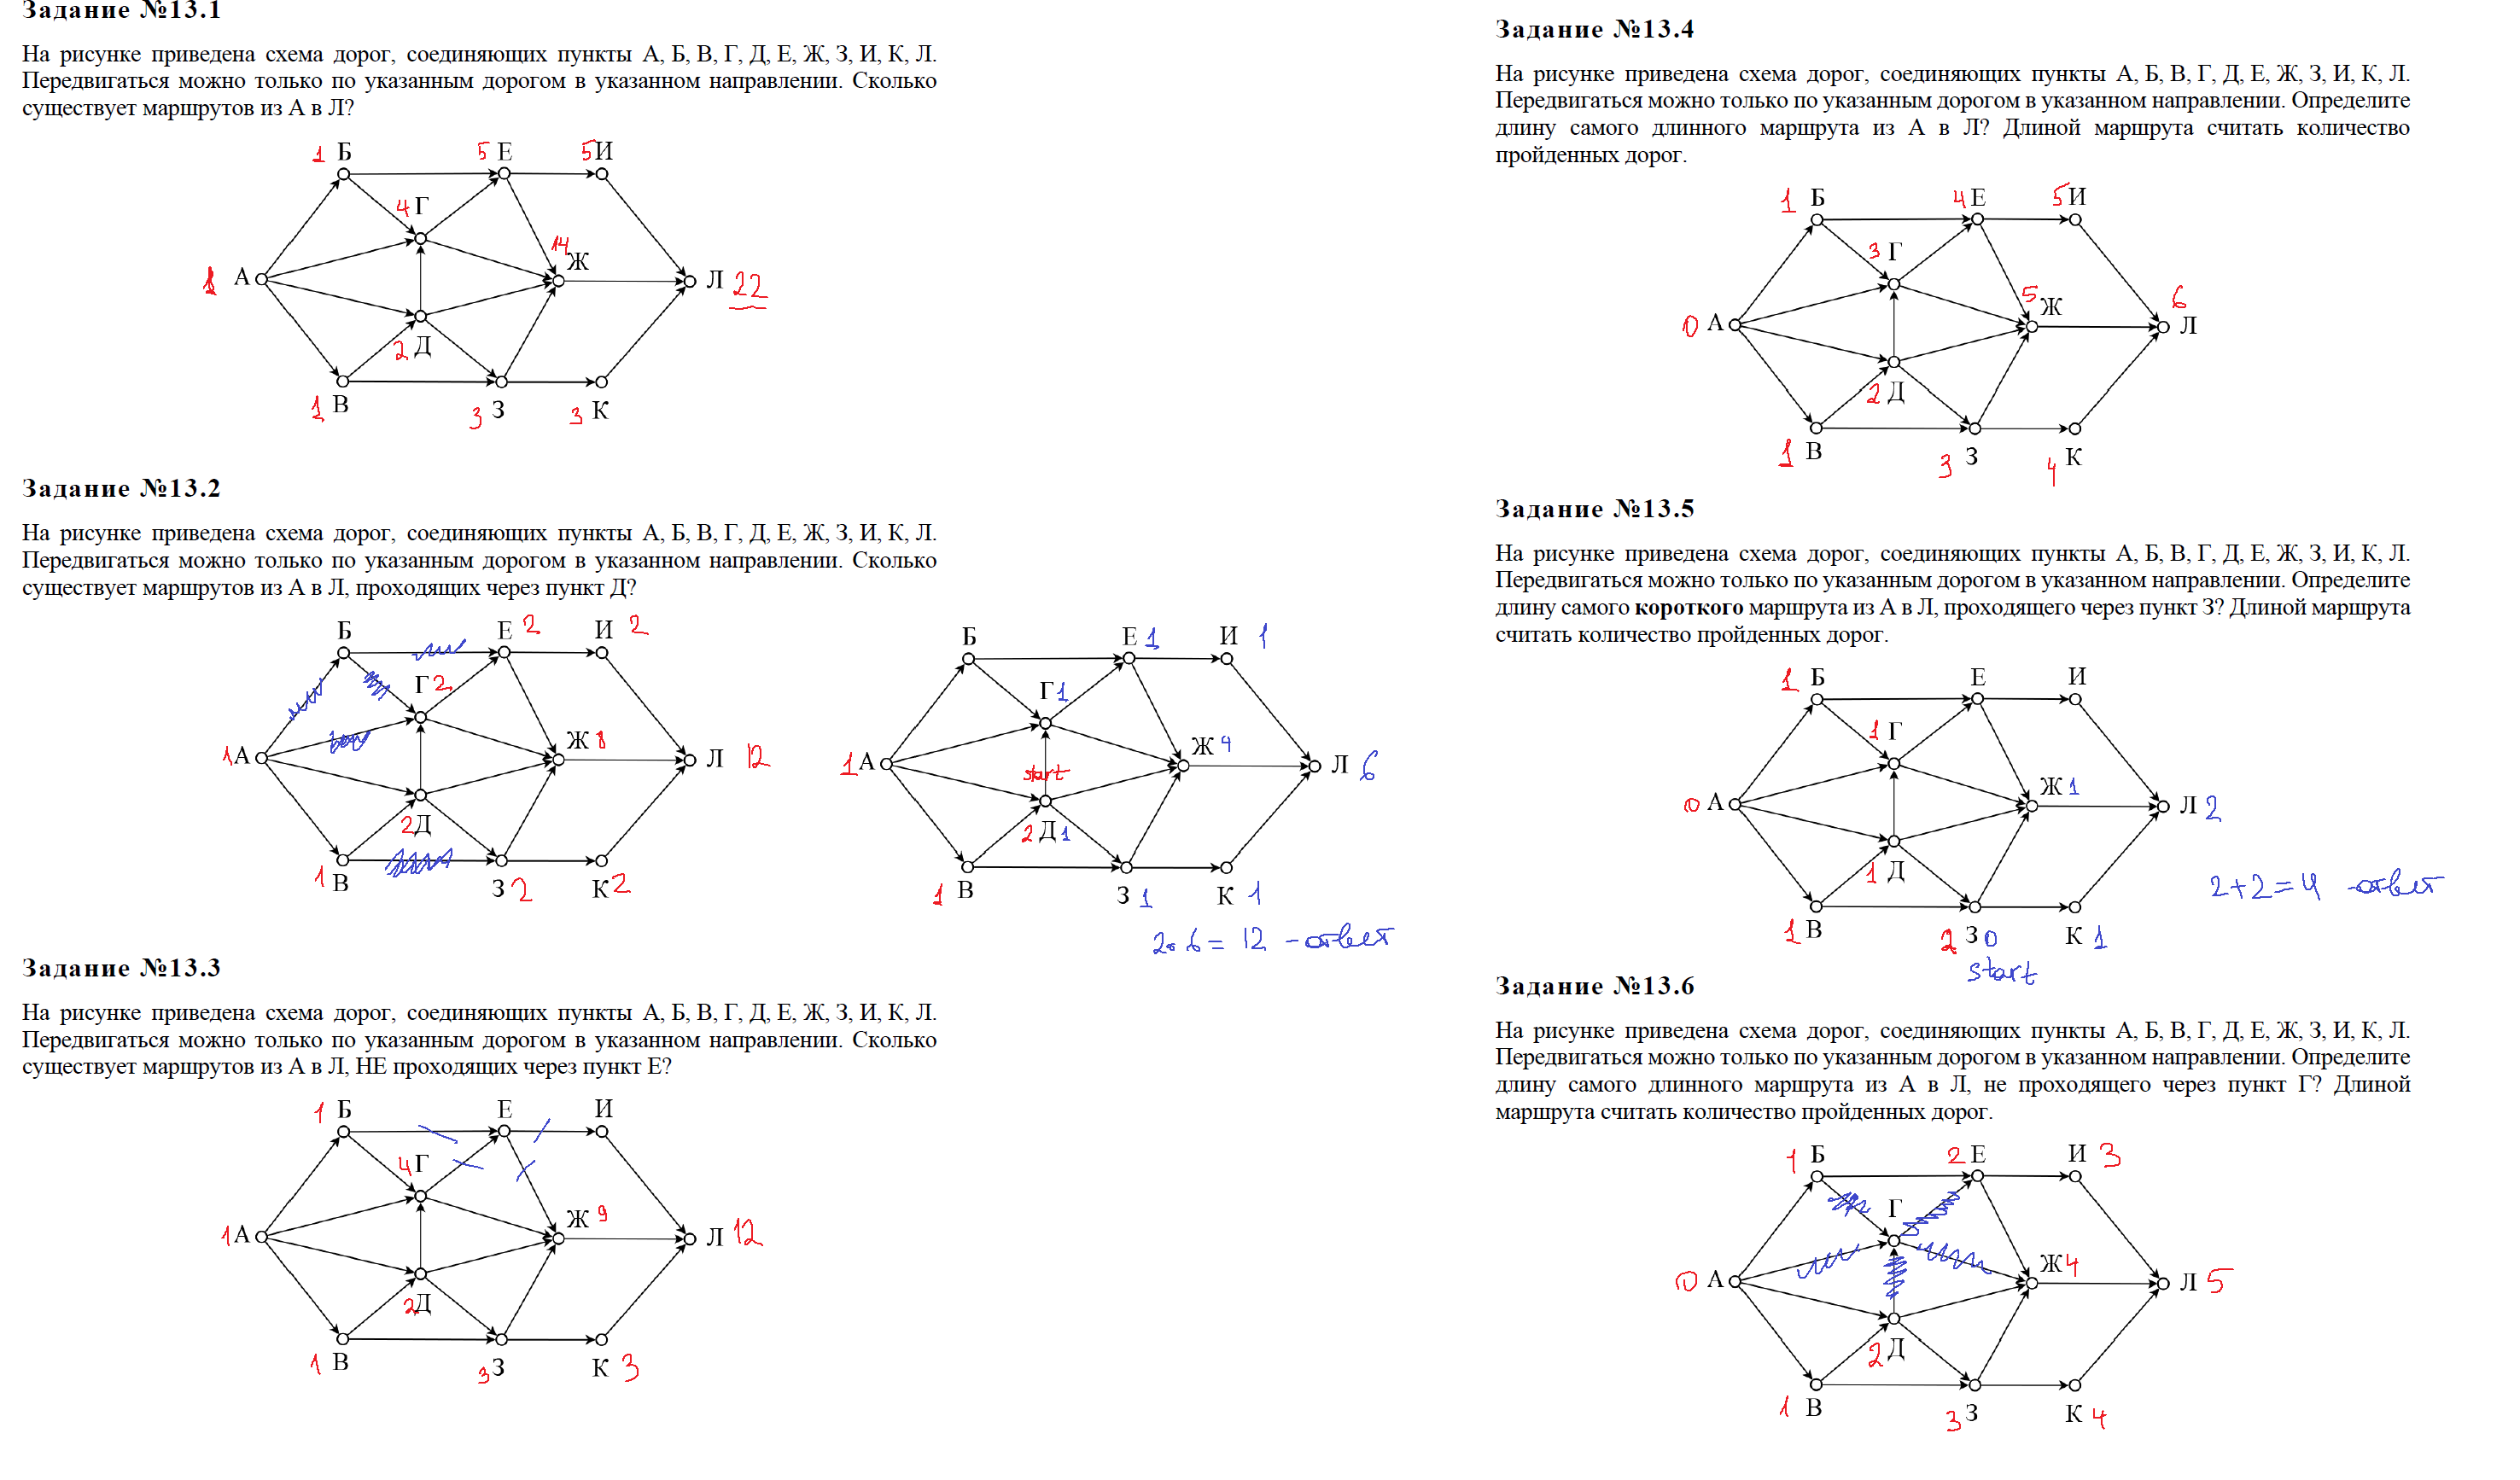 Задание №13.1
На рисунке приведена схема дорог, соединяющих пункты А, Б, В, Г, Д, Е, Ж, З, И, К, Л.
Передвигаться можно только по указанным дорогом в указанном направлении. Сколько
существует маршрутов из А в Л?
1 Б 5 Е 5 И
4 Г
14 Ж
1 А Л 22
2 Д
1 В 3 З 3 К
Задание №13.2
На рисунке приведена схема дорог, соединяющих пункты А, Б, В, Г, Д, Е, Ж, З, И, К, Л.
Передвигаться можно только по указанным дорогом в указанном направлении. Сколько
существует маршрутов из А в Л, проходящих через пункт Д?
Б Е 2 И 2
Г 2
Ж 8
1 А Л 12
2 Д
1 В З 2 К 2
Б Е 1 И 1
Г 1
Ж 4
1 А Л 6
start
2 Д 1
1 В З 1 К 1
2·6 = 12 - ответ
Задание №13.3
На рисунке приведена схема дорог, соединяющих пункты А, Б, В, Г, Д, Е, Ж, З, И, К, Л.
Передвигаться можно только по указанным дорогом в указанном направлении. Сколько
существует маршрутов из А в Л, НЕ проходящих через пункт Е?
1 Б Е И
4 Г
Ж 9
1 А Л 12
2 Д
1 В 3 З К 3
Задание №13.4
На рисунке приведена схема дорог, соединяющих пункты А, Б, В, Г, Д, Е, Ж, З, И, К, Л.
Передвигаться можно только по указанным дорогом в указанном направлении. Определите
длину самого длинного маршрута из А в Л? Длиной маршрута считать количество
пройденных дорог.
1 Б 4 Е 5 И
3 Г
5 Ж 6
0 А Л
2 Д
1 В 3 З 4 К
Задание №13.5
На рисунке приведена схема дорог, соединяющих пункты А, Б, В, Г, Д, Е, Ж, З, И, К, Л.
Передвигаться можно только по указанным дорогом в указанном направлении. Определите
длину самого короткого маршрута из А в Л, проходящего через пункт З? Длиной маршрута
считать количество пройденных дорог.
1 Б Е И
1 Г
Ж 1
0 А Л 2
1 Д
2+2=4 - ответ
1 В 2 З 0 К 1
start
Задание №13.6
На рисунке приведена схема дорог, соединяющих пункты А, Б, В, Г, Д, Е, Ж, З, И, К, Л.
Передвигаться можно только по указанным дорогом в указанном направлении. Определите
длину самого длинного маршрута из А в Л, не проходящего через пункт Г? Длиной
маршрута считать количество пройденных дорог.
1 Б 2 Е И 3
Г
Ж 4
0 А Л 5
2 Д
1 В 3 З К 4